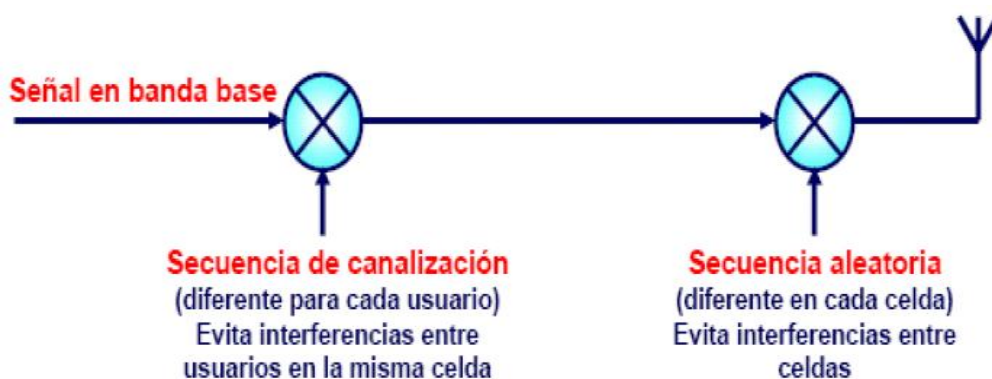 Señal en banda base
Secuencia de canalización
(diferente para cada usuario)
Evita interferencias entre
usuarios en la misma celda
Secuencia aleatoria
(diferente en cada celda)
Evita interferencias entre
celdas